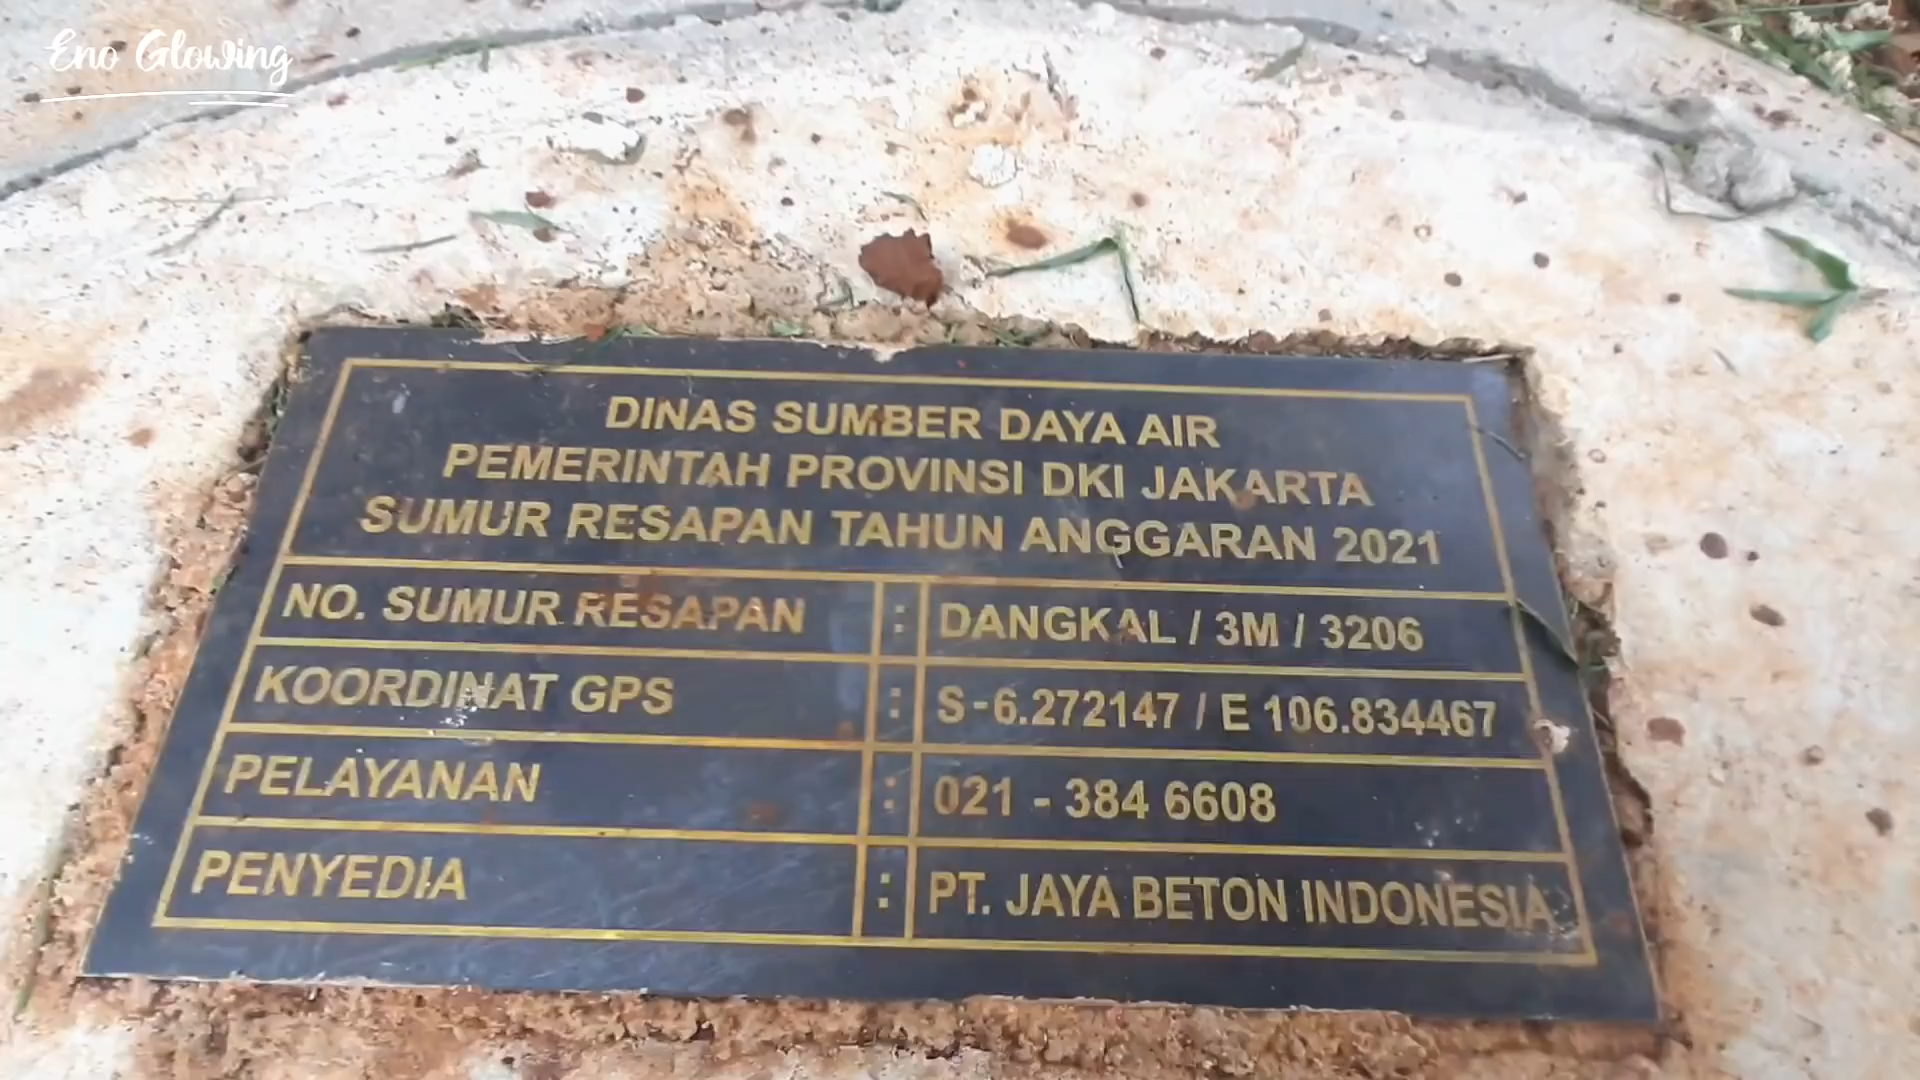 Eno Glowing
DINAS SUMBER DAYA AIR
PEMERINTAH PROVINSI DKI JAKARTA
SUMUR RESAPAN TAHUN ANGGARAN 2021
NO. SUMUR RESAPAN : DANGKAL / 3M / 3206
KOORDINAT GPS : S-6.272147 / E 106.834467
PELAYANAN : 021 - 384 6608
PENYEDIA : PT. JAYA BETON INDONESIA